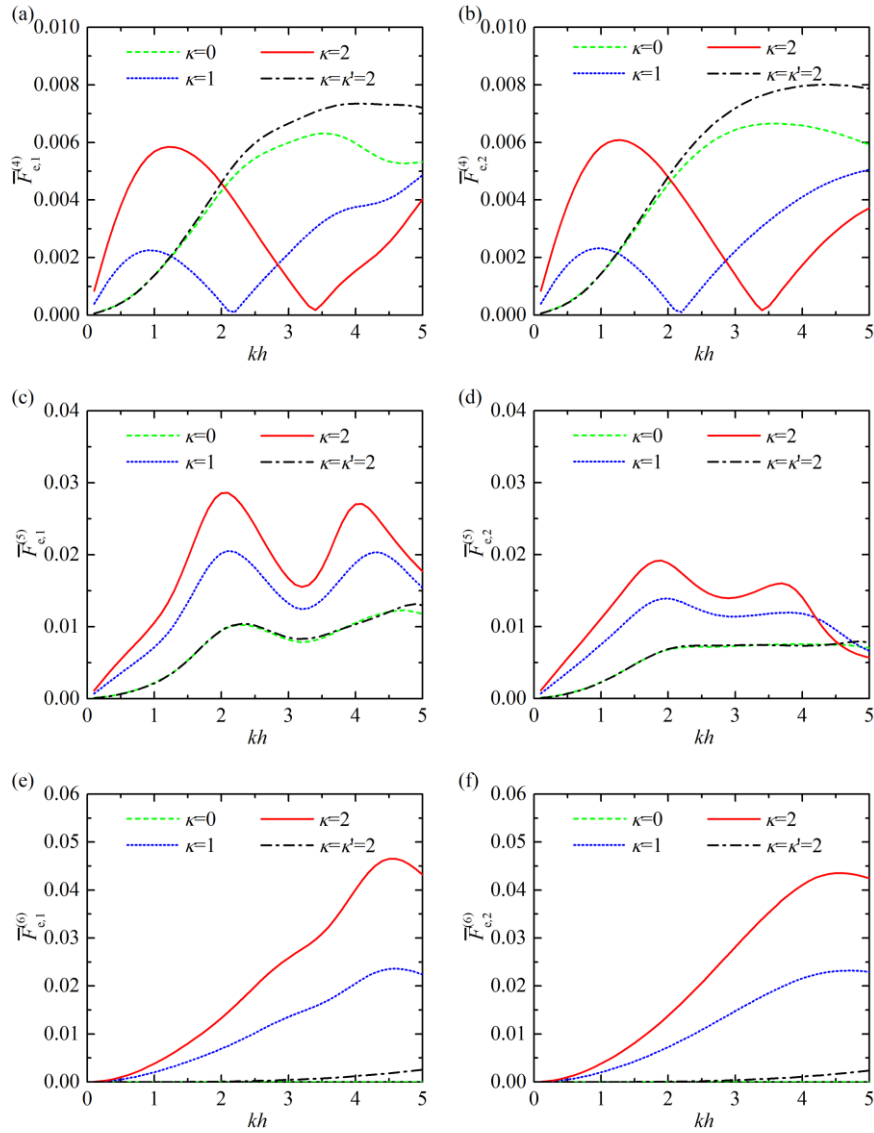 (a)
0.010
0.008
0.006
0.004
0.002
0.000
F̅⁽⁴⁾e,1
κ=0
κ=2
κ=1
κ=κ'=2
0 1 2 3 4 5
kh
(b)
0.010
0.008
0.006
0.004
0.002
0.000
F̅⁽⁴⁾e,2
κ=0
κ=2
κ=1
κ=κ'=2
0 1 2 3 4 5
kh
(c)
0.04
0.03
0.02
0.01
0.00
F̅⁽⁵⁾e,1
κ=0
κ=2
κ=1
κ=κ'=2
0 1 2 3 4 5
kh
(d)
0.04
0.03
0.02
0.01
0.00
F̅⁽⁵⁾e,2
κ=0
κ=2
κ=1
κ=κ'=2
0 1 2 3 4 5
kh
(e)
0.06
0.05
0.04
0.03
0.02
0.01
0.00
F̅⁽⁶⁾e,1
κ=0
κ=2
κ=1
κ=κ'=2
0 1 2 3 4 5
kh
(f)
0.06
0.05
0.04
0.03
0.02
0.01
0.00
F̅⁽⁶⁾e,2
κ=0
κ=2
κ=1
κ=κ'=2
0 1 2 3 4 5
kh